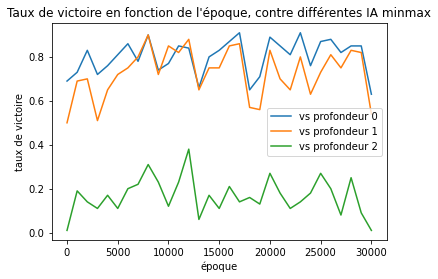 Taux de victoire en fonction de l'époque, contre différentes IA minmax
taux de victoire
0.8
0.6
0.4
0.2
0.0
vs profondeur 0
vs profondeur 1
vs profondeur 2
0 5000 10000 15000 20000 25000 30000
époque